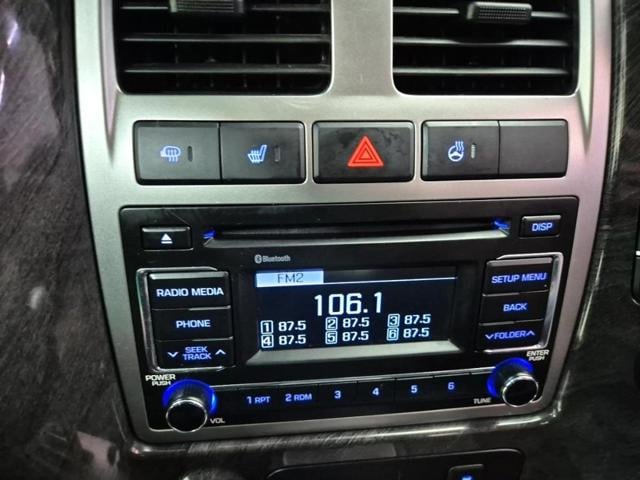 DISP
Bluetooth
FM2
RADIO MEDIA
SETUP MENU
106.1
PHONE
BACK
1 87.5 2 87.5 3 87.5
4 87.5 5 87.5 6 87.5
SEEK
TRACK
FOLDER
POWER
PUSH
ENTER
PUSH
1 RPT 2 RDM 3 4 5 6
VOL
TUNE